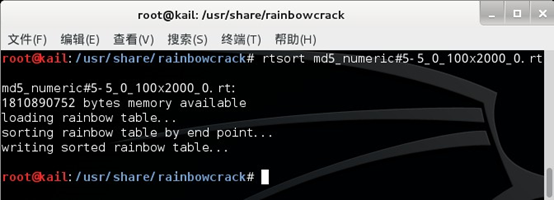 root@kail: /usr/share/rainbowcrack
文件(F) 编辑(E) 查看(V) 搜索(S) 终端(T) 帮助(H)
root@kail:/usr/share/rainbowcrack# rtsort md5_numeric#5-5_0_100x2000_0.rt
md5_numeric#5-5_0_100x2000_0.rt:
1810890752 bytes memory available
loading rainbow table...
sorting rainbow table by end point...
writing sorted rainbow table...
root@kail:/usr/share/rainbowcrack#